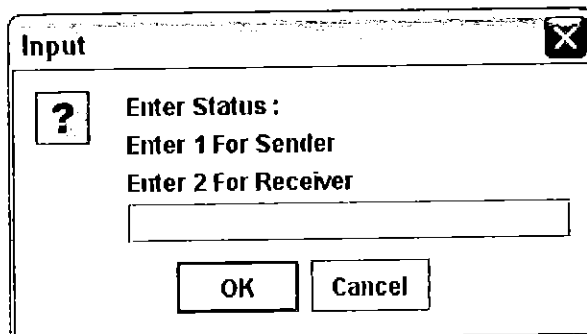 Input
?
Enter Status :
Enter 1 For Sender
Enter 2 For Receiver
OK
Cancel